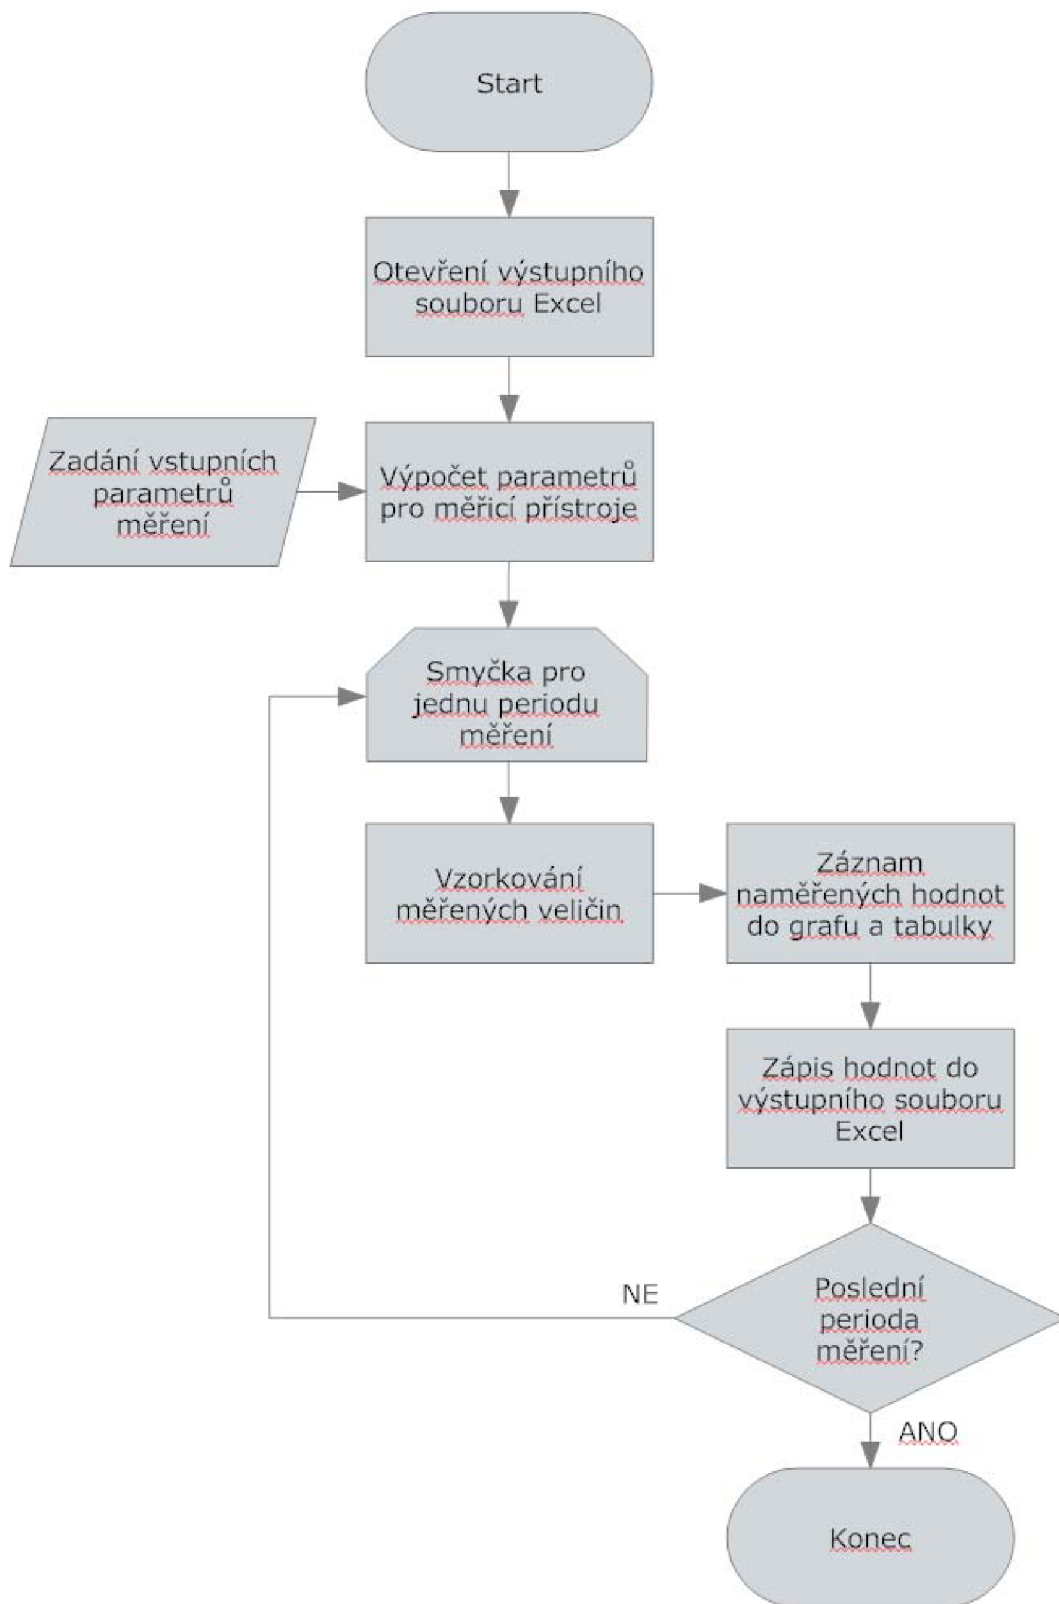 Start
Otevření výstupního
souboru Excel
Zadání vstupních
parametrů
měření
Výpočet parametrů
pro měřicí přístroje
Smyčka pro
jednu periodu
měření
Vzorkování
měřených veličin
Záznam
naměřených hodnot
do grafu a tabulky
Zápis hodnot do
výstupního souboru
Excel
NE
Poslední
perioda
měření?
ANO
Konec